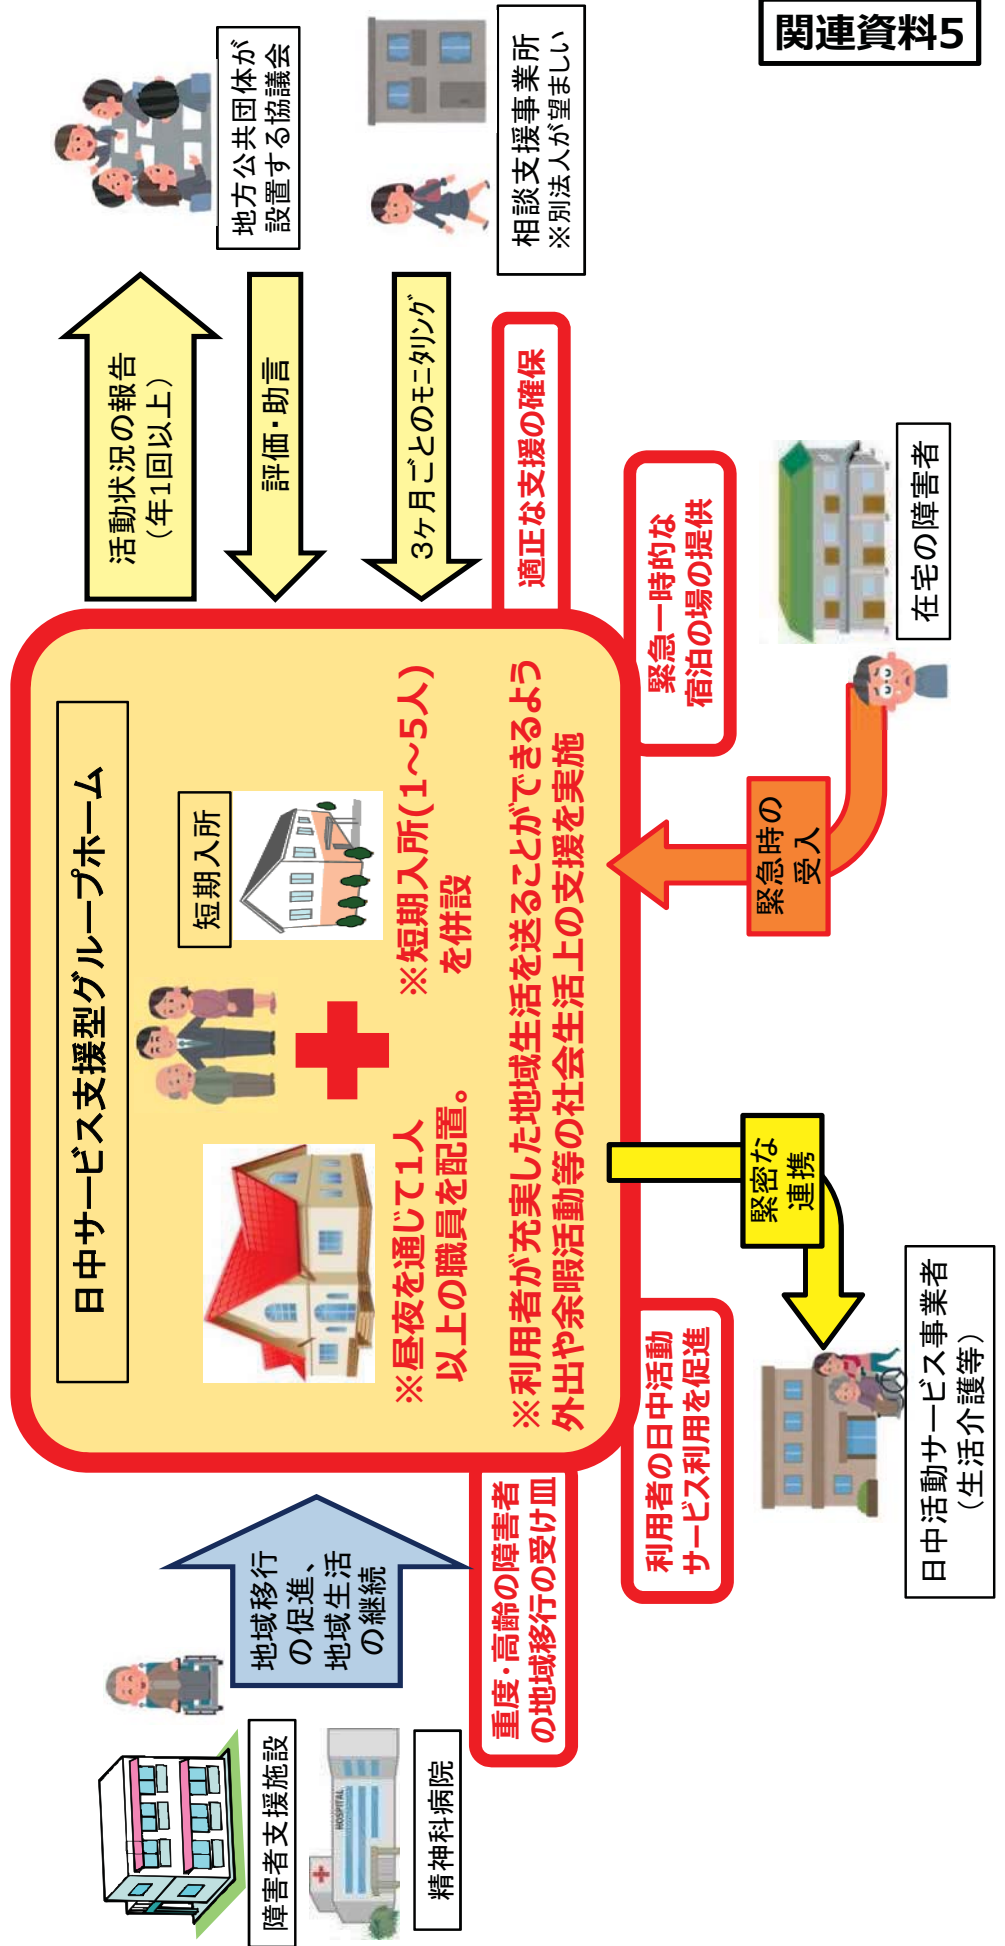 関連資料5
日中サービス支援型グループホーム
短期入所
※昼夜を通じて1人
以上の職員を配置。
※短期入所(1～5人)
を併設
※利用者が充実した地域生活を送ることができるよう
外出や余暇活動等の社会生活上の支援を実施
障害者支援施設
HOSPITAL
精神科病院
地域移行
の促進、
地域生活
の継続
重度・高齢の障害者
の地域移行の受け皿
活動状況の報告
（年1回以上）
評価・助言
地方公共団体が
設置する協議会
3ヶ月ごとのモニタリング
相談支援事業所
※別法人が望ましい
適正な支援の確保
利用者の日中活動
サービス利用を促進
緊密な
連携
日中活動サービス事業者
（生活介護等）
緊急一時的な
宿泊の場の提供
緊急時の
受入
在宅の障害者